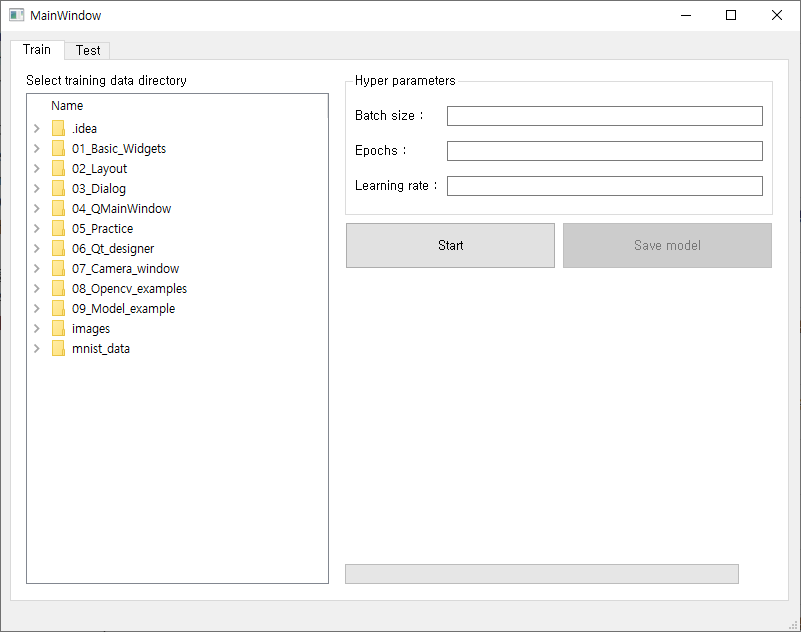 MainWindow
Train
Test
Select training data directory
Name
.idea
01_Basic_Widgets
02_Layout
03_Dialog
04_QMainWindow
05_Practice
06_Qt_designer
07_Camera_window
08_Opencv_examples
09_Model_example
images
mnist_data
Hyper parameters
Batch size :
Epochs :
Learning rate :
Start
Save model